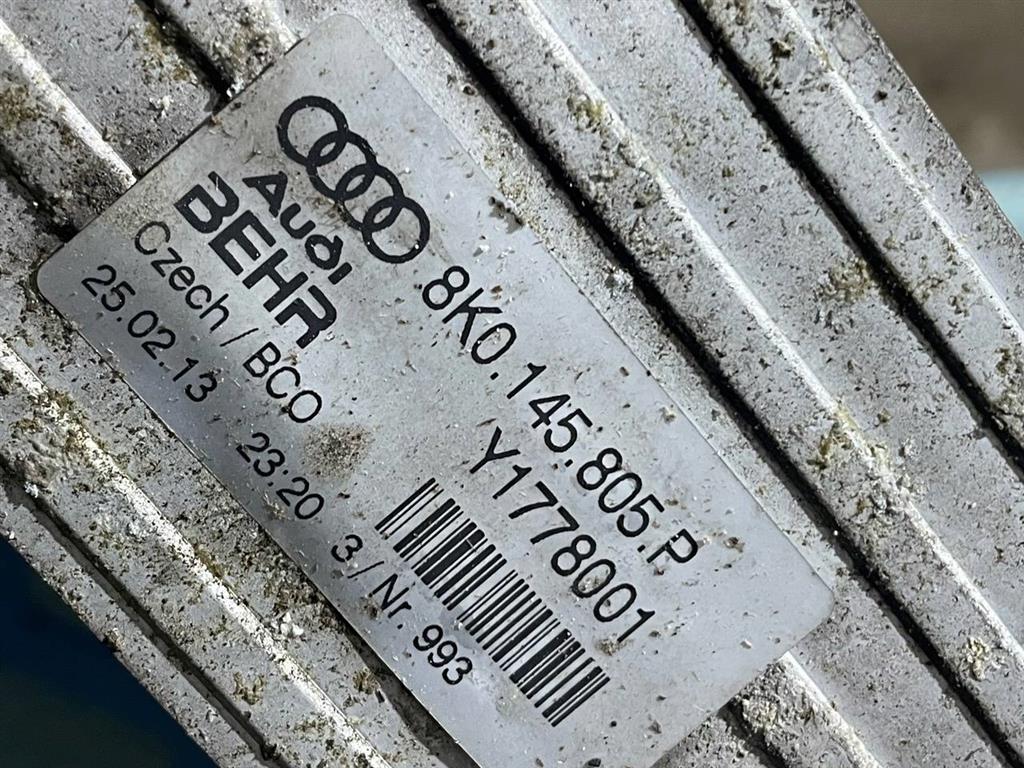 Audi
BEHR
8K0.145.805.P
Y1778001
Czech / BCO
25.02.13 23:20
3 / Nr. 993